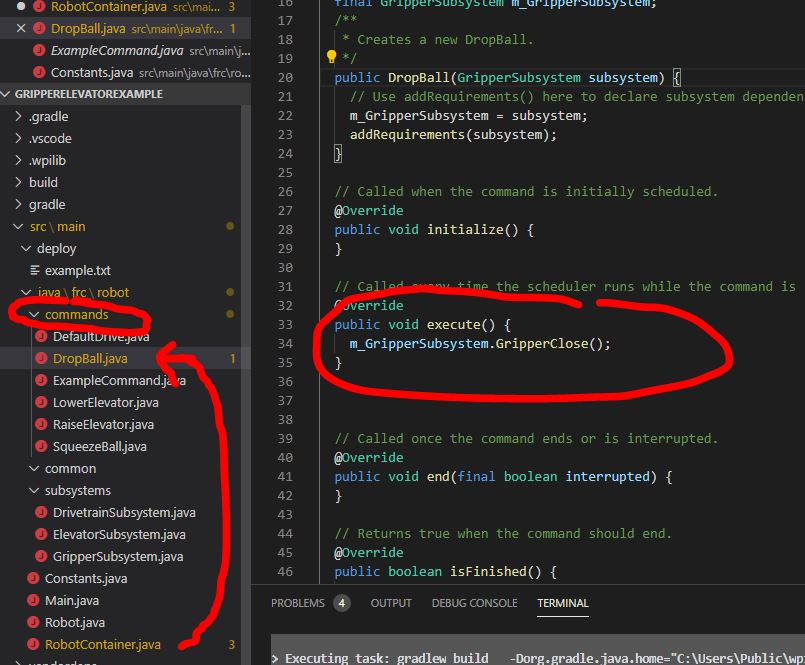 RobotContainer.java src\mai... 3
DropBall.java src\main\java\fr... 1
ExampleCommand.java src\main\j...
Constants.java src\main\java\frc\ro...
GRIPPERELEVATOREXAMPLE
.gradle
.vscode
.wpilib
build
gradle
src \ main
deploy
example.txt
java \ frc \ robot
commands
DefaultDrive.java
DropBall.java 1
ExampleCommand.java
LowerElevator.java
RaiseElevator.java
SqueezeBall.java
common
subsystems
DrivetrainSubsystem.java
ElevatorSubsystem.java
GripperSubsystem.java
Constants.java
Main.java
Robot.java
RobotContainer.java 3
vendordeps
16 final GripperSubsystem m_GripperSubsystem;
17 /**
18 * Creates a new DropBall.
19 */
20 public DropBall(GripperSubsystem subsystem) {
21 // Use addRequirements() here to declare subsystem dependen
22 m_GripperSubsystem = subsystem;
23 addRequirements(subsystem);
24 }
25
26 // Called when the command is initially scheduled.
27 @Override
28 public void initialize() {
29 }
30
31 // Called every time the scheduler runs while the command is
32 @Override
33 public void execute() {
34 m_GripperSubsystem.GripperClose();
35 }
36
37
38
39 // Called once the command ends or is interrupted.
40 @Override
41 public void end(final boolean interrupted) {
42 }
43
44 // Returns true when the command should end.
45 @Override
46 public boolean isFinished() {
PROBLEMS 4 OUTPUT DEBUG CONSOLE TERMINAL
> Executing task: gradlew build -Dorg.gradle.java.home="C:\Users\Public\wp